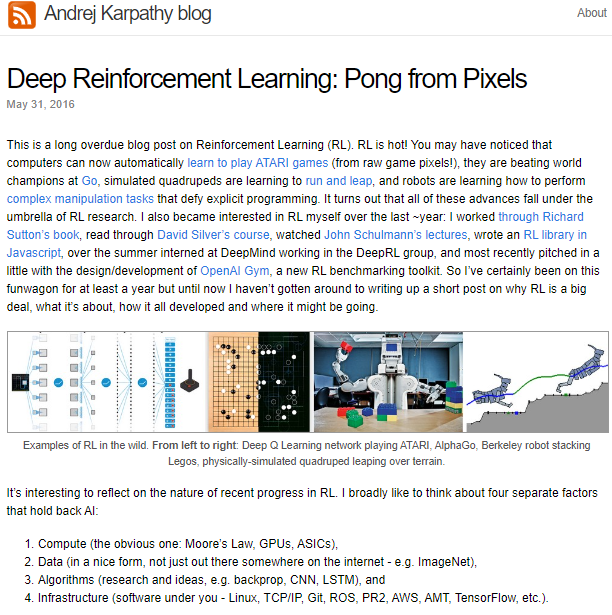 Andrej Karpathy blog
About
Deep Reinforcement Learning: Pong from Pixels
May 31, 2016
This is a long overdue blog post on Reinforcement Learning (RL). RL is hot! You may have noticed that
computers can now automatically learn to play ATARI games (from raw game pixels!), they are beating world
champions at Go, simulated quadrupeds are learning to run and leap, and robots are learning how to perform
complex manipulation tasks that defy explicit programming. It turns out that all of these advances fall under the
umbrella of RL research. I also became interested in RL myself over the last ~year: I worked through Richard
Sutton's book, read through David Silver's course, watched John Schulmann's lectures, wrote an RL library in
Javascript, over the summer interned at DeepMind working in the DeepRL group, and most recently pitched in a
little with the design/development of OpenAI Gym, a new RL benchmarking toolkit. So I've certainly been on this
funwagon for at least a year but until now I haven't gotten around to writing up a short post on why RL is a big
deal, what it's about, how it all developed and where it might be going.
Examples of RL in the wild. From left to right: Deep Q Learning network playing ATARI, AlphaGo, Berkeley robot stacking
Legos, physically-simulated quadruped leaping over terrain.
It's interesting to reflect on the nature of recent progress in RL. I broadly like to think about four separate factors
that hold back AI:
1. Compute (the obvious one: Moore's Law, GPUs, ASICs),
2. Data (in a nice form, not just out there somewhere on the internet - e.g. ImageNet),
3. Algorithms (research and ideas, e.g. backprop, CNN, LSTM), and
4. Infrastructure (software under you - Linux, TCP/IP, Git, ROS, PR2, AWS, AMT, TensorFlow, etc.).